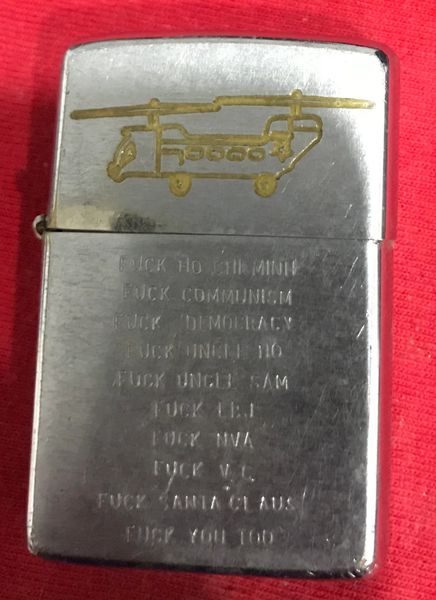 FUCK HO CHI MINH
FUCK COMMUNISM
FUCK DEMOCRACY
FUCK UNCLE HO
FUCK UNCLE SAM
FUCK LBJ
FUCK NVA
FUCK V.C.
FUCK SANTA CLAUS
FUCK YOU TOO